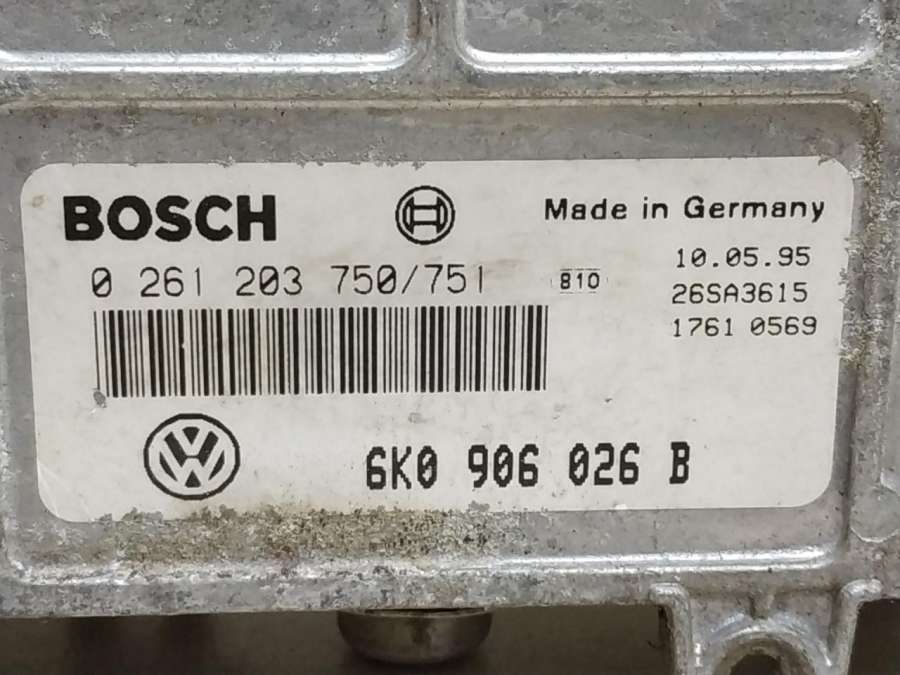 BOSCH
Made in Germany
0 261 203 750/751
810
10.05.95
26SA3615
1761 0569
6K0 906 026 B